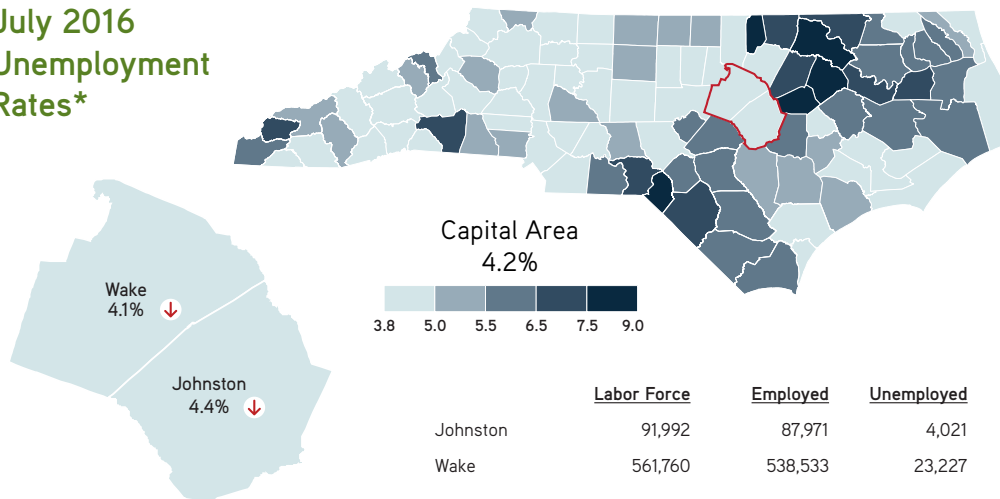 July 2016
Unemployment
Rates*
Capital Area
4.2%
3.8 5.0 5.5 6.5 7.5 9.0
Wake
4.1%
Johnston
4.4%
Labor Force Employed Unemployed
Johnston 91,992 87,971 4,021
Wake 561,760 538,533 23,227